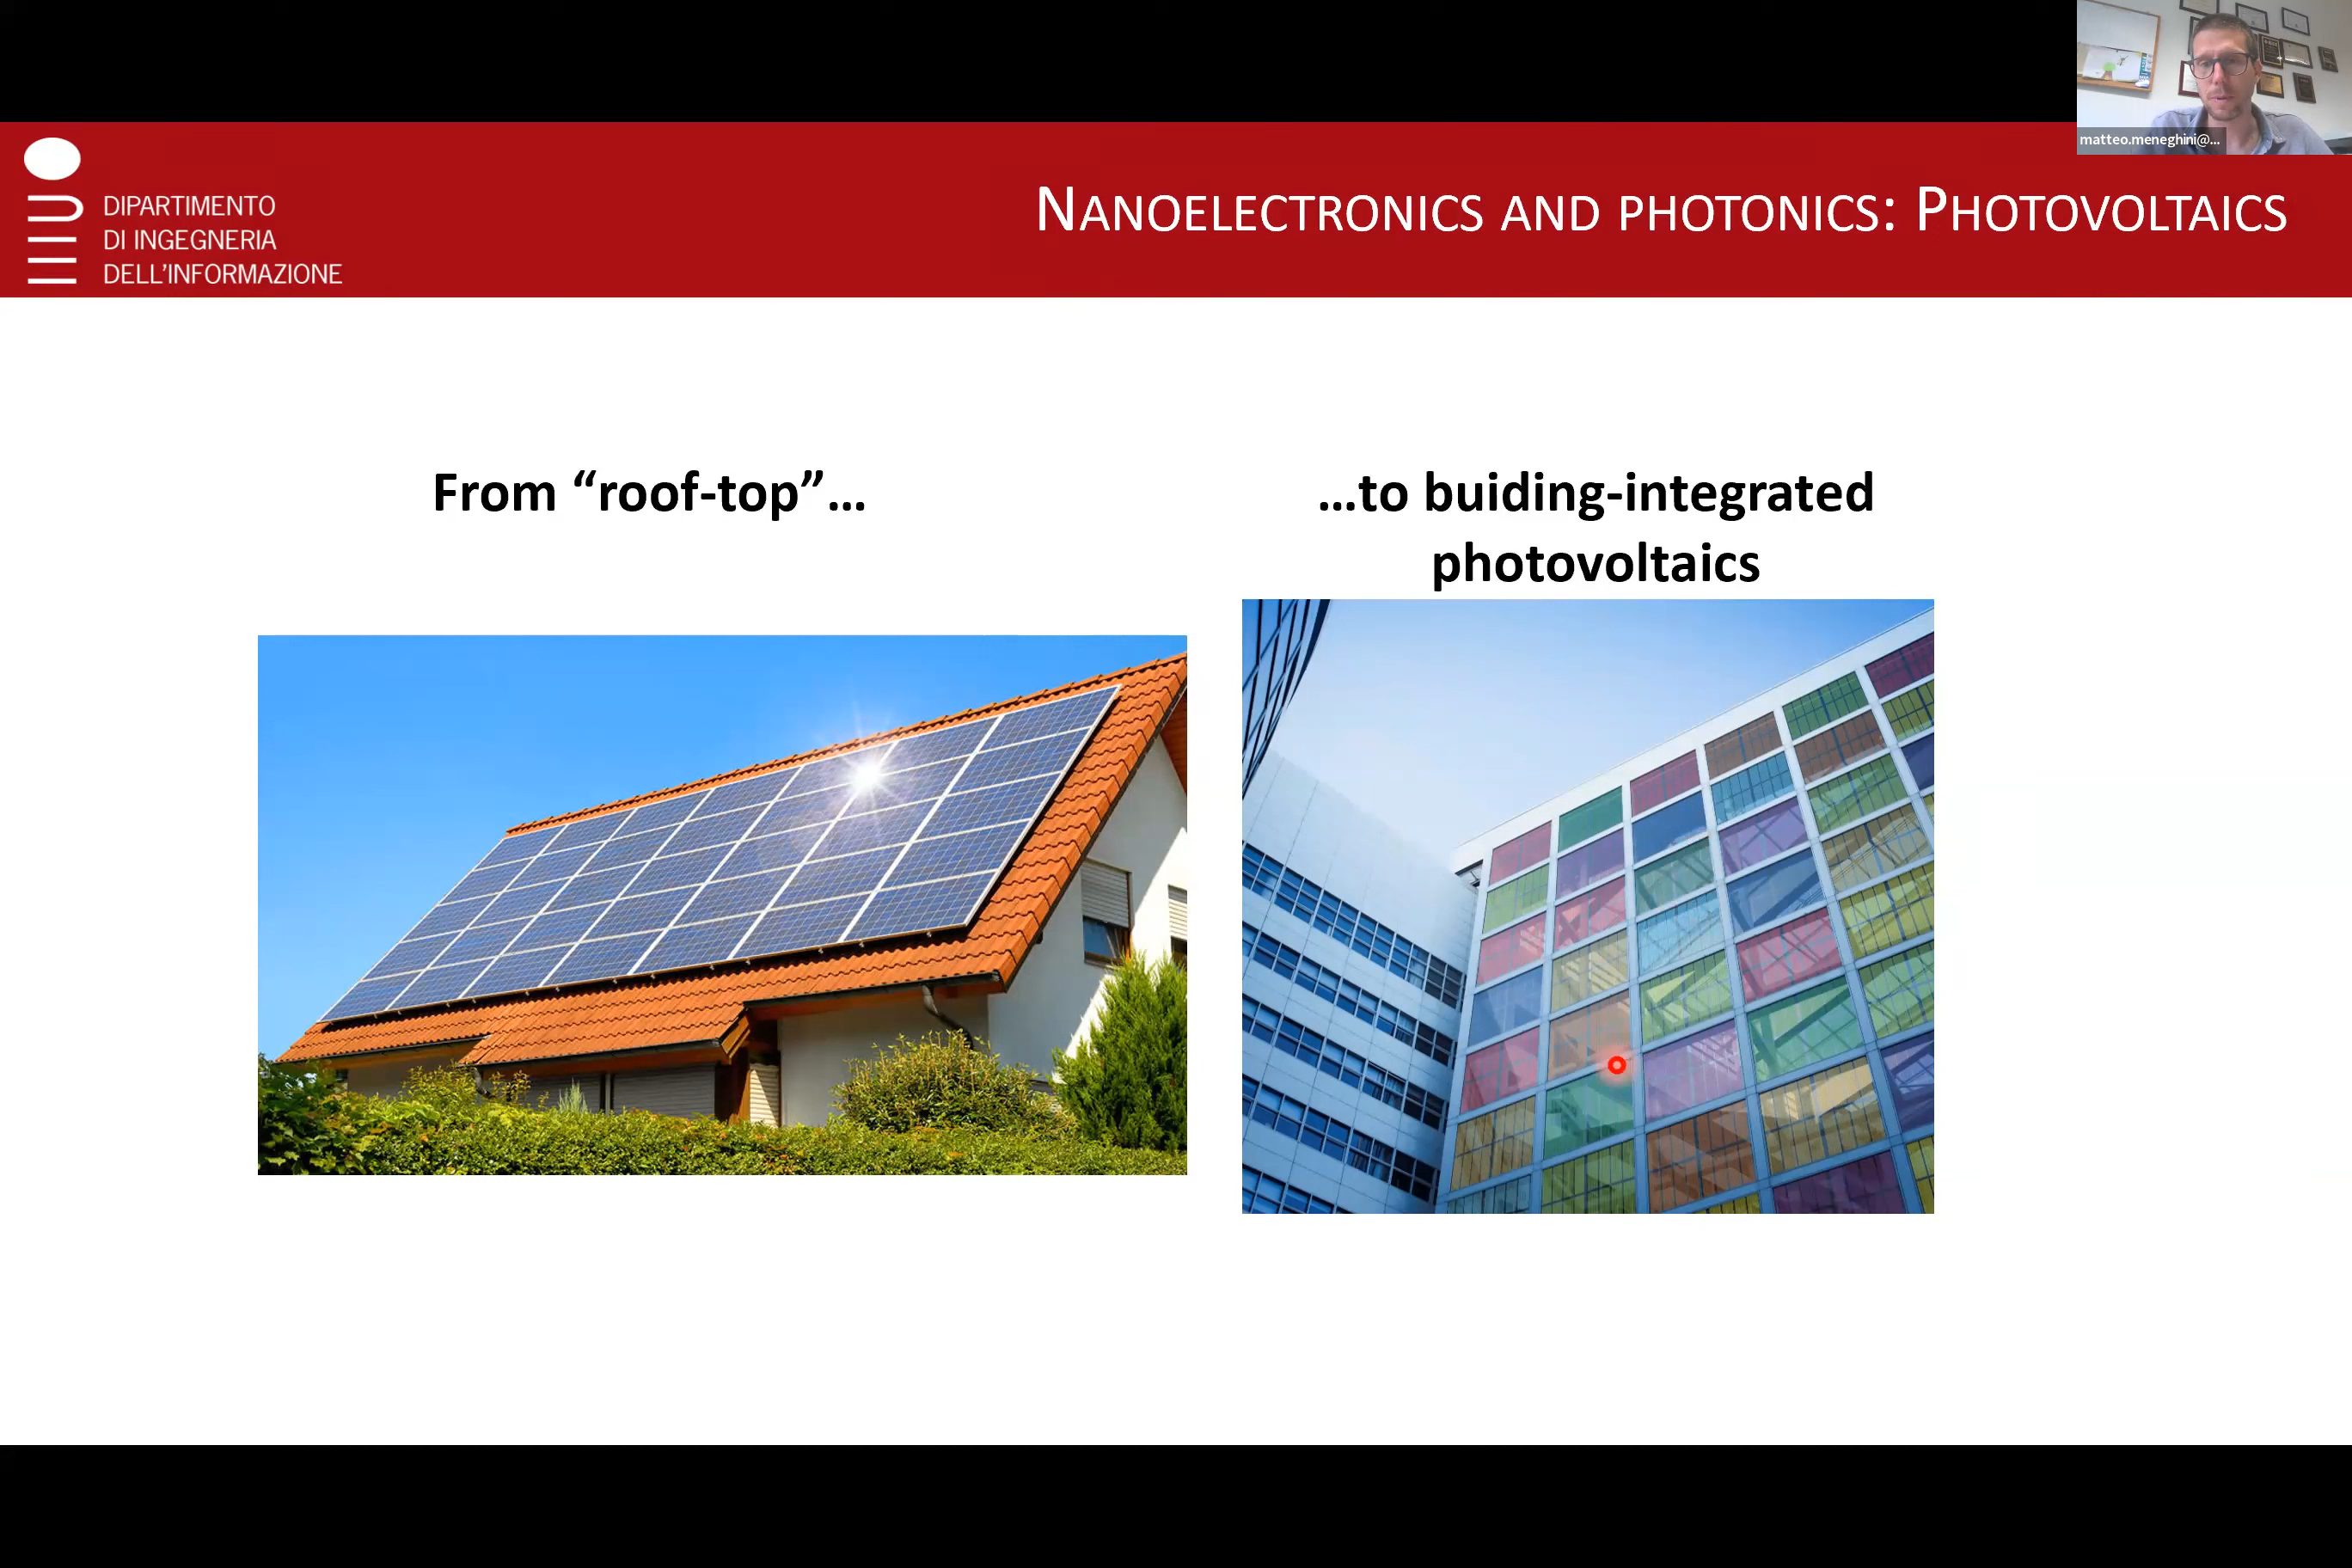 matteo.meneghini@...
DIPARTIMENTO
DI INGEGNERIA
DELL'INFORMAZIONE
NANOELECTRONICS AND PHOTONICS: PHOTOVOLTAICS
From “roof-top”...
...to buiding-integrated
photovoltaics